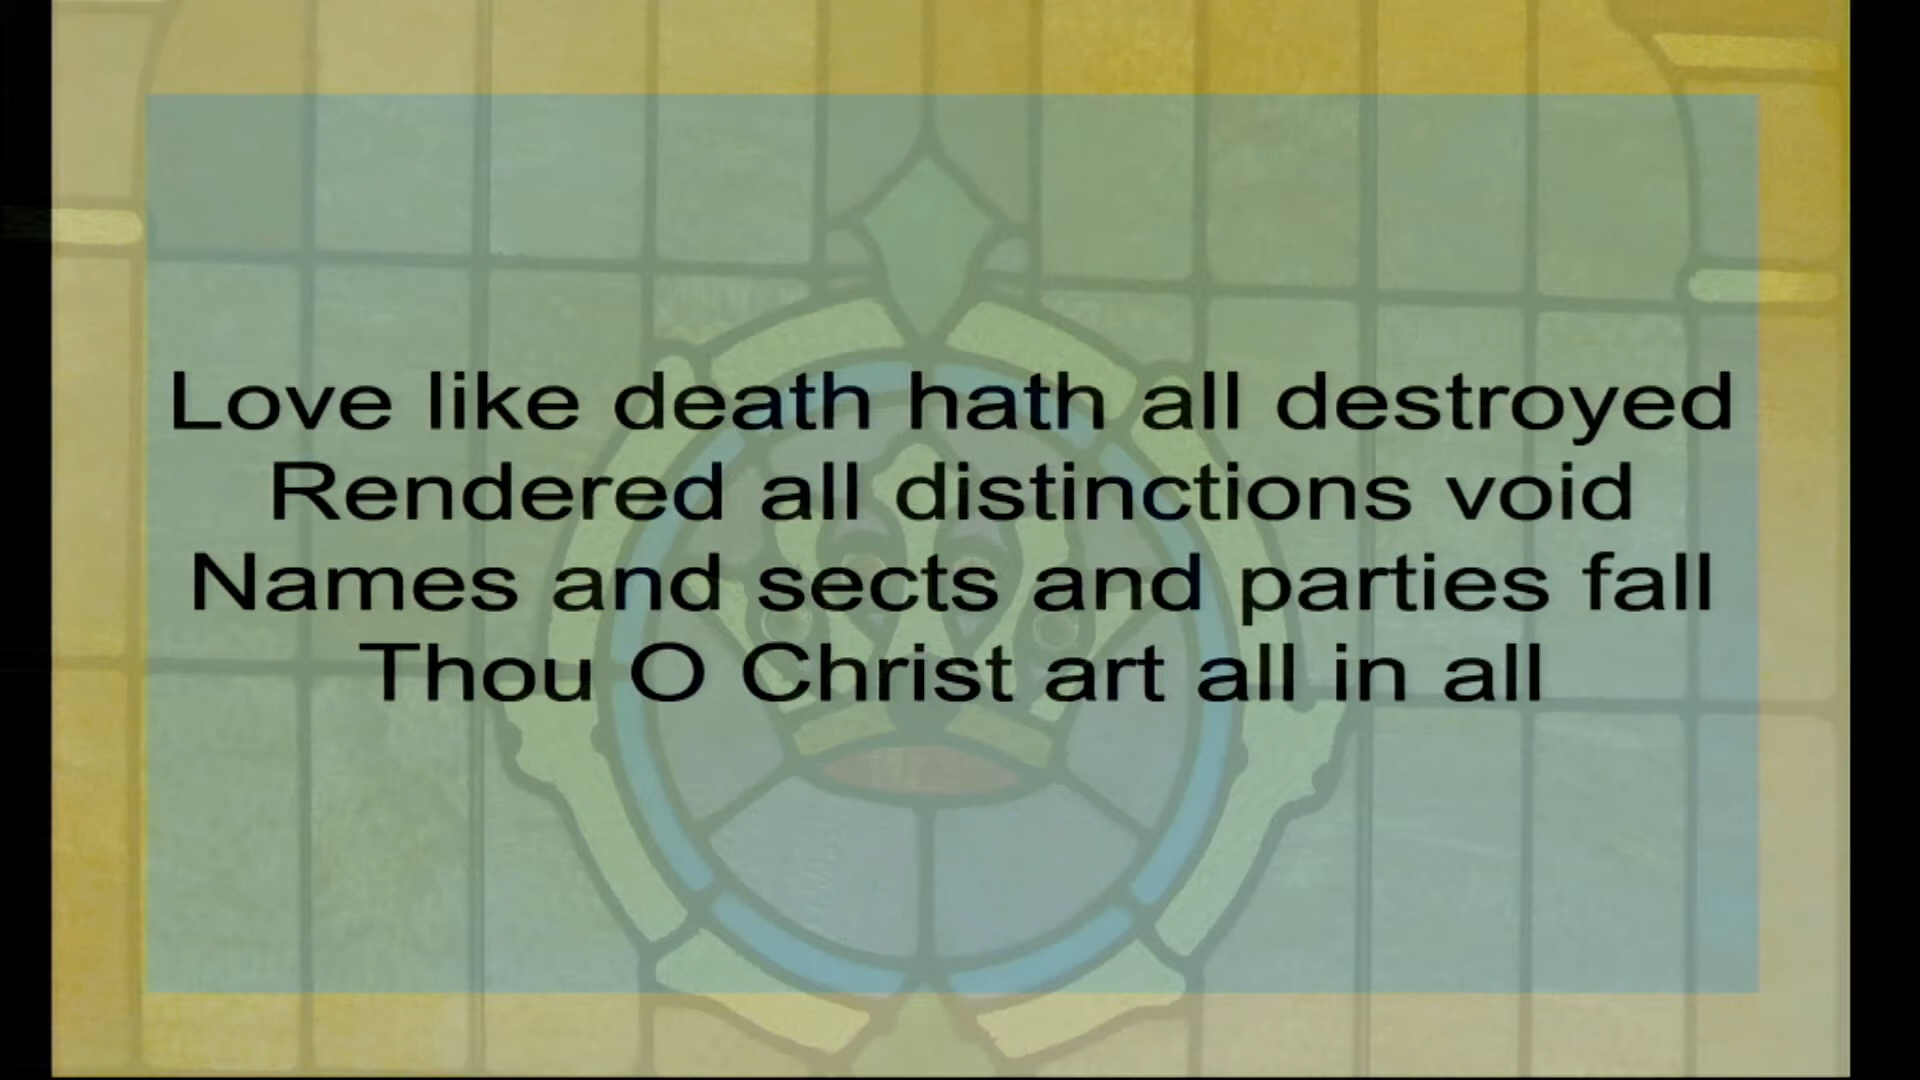 Love like death hath all destroyed
Rendered all distinctions void
Names and sects and parties fall
Thou O Christ art all in all